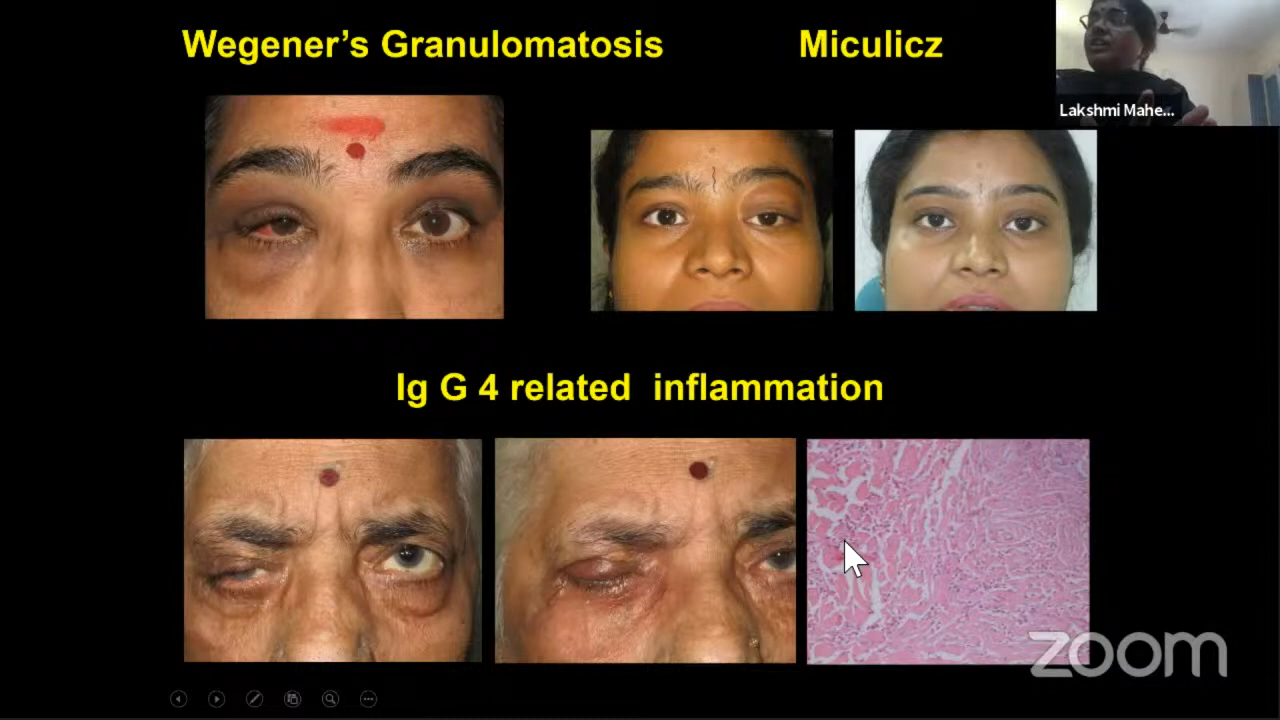 Wegener's Granulomatosis
Miculicz
Lakshmi Mahe...
Ig G 4 related inflammation
zoom